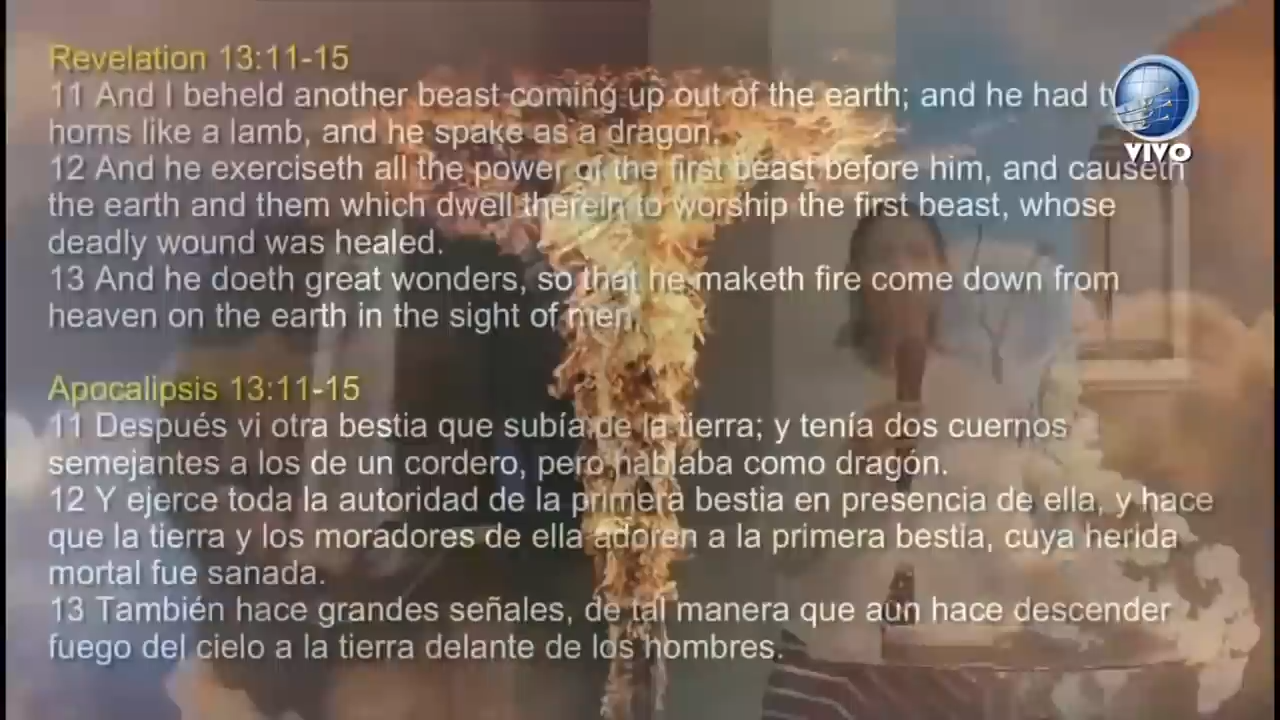 Revelation 13:11-15
11 And I beheld another beast coming up out of the earth; and he had
horns like a lamb, and he spake as a dragon.
12 And he exerciseth all the power of the first beast before him, and causeth
the earth and them which dwell therein to worship the first beast, whose
deadly wound was healed.
13 And he doeth great wonders, so that he maketh fire come down from
heaven on the earth in the sight of men.
Apocalipsis 13:11-15
11 Después vi otra bestia que subía de la tierra; y tenía dos cuernos
semejantes a los de un cordero, pero hablaba como dragón.
12 Y ejerce toda la autoridad de la primera bestia en presencia de ella, y hace
que la tierra y los moradores de ella adoren a la primera bestia, cuya herida
mortal fue sanada.
13 También hace grandes señales, de tal manera que aun hace descender
fuego del cielo a la tierra delante de los hombres.
VIVO